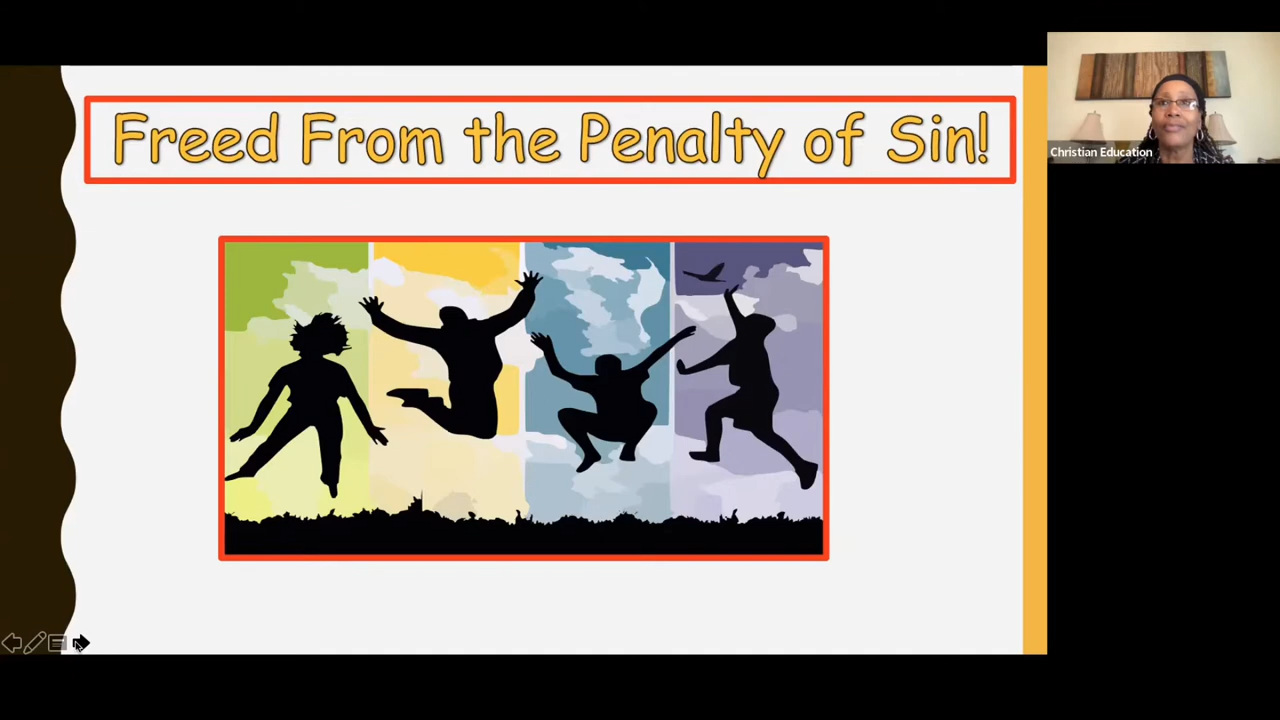 Freed From the Penalty of Sin!
Christian Education